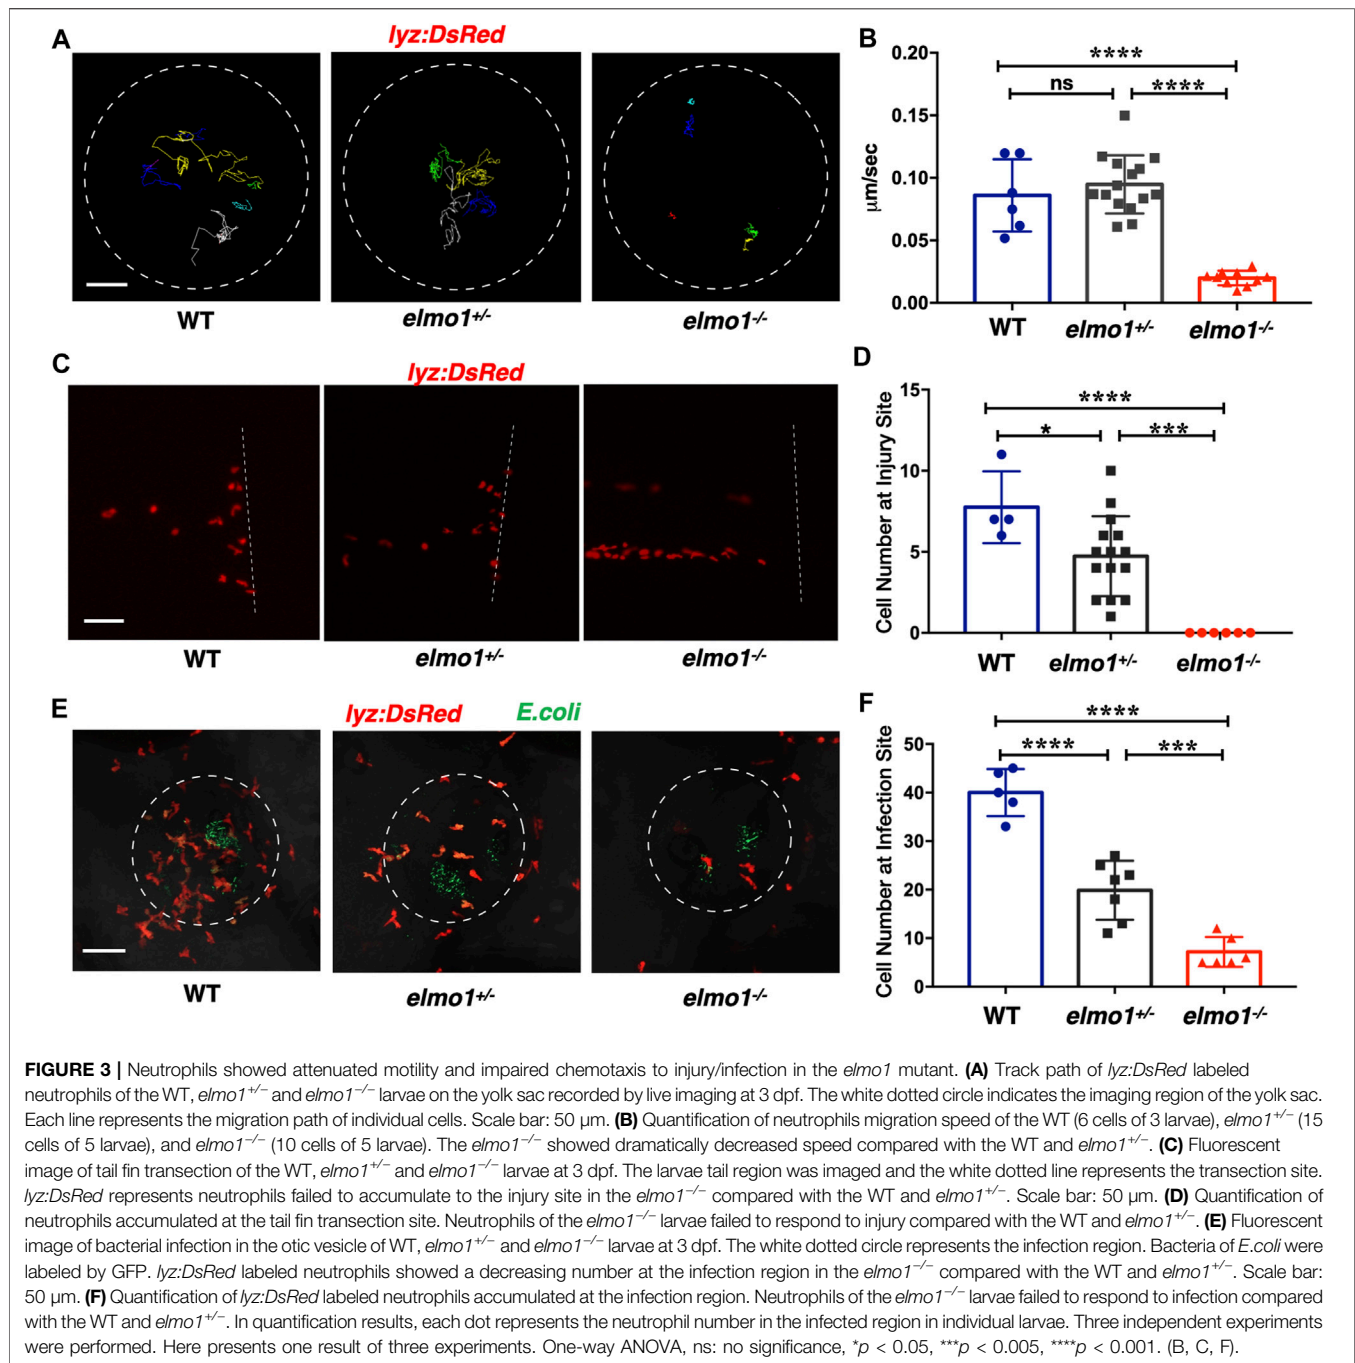 A
lyz:DsRed
WT
elmo1+/-
elmo1-/-
B
0.20
0.15
0.10
0.05
0.00
µm/sec
****
ns
****
WT
elmo1+/-
elmo1-/-
C
lyz:DsRed
WT
elmo1+/-
elmo1-/-
D
15
10
5
0
Cell Number at Injury Site
****
*
***
WT
elmo1+/-
elmo1-/-
E
lyz:DsRed
E.coli
WT
elmo1+/-
elmo1-/-
F
50
40
30
20
10
0
Cell Number at Infection Site
****
****
***
WT
elmo1+/-
elmo1-/-
FIGURE 3 | Neutrophils showed attenuated motility and impaired chemotaxis to injury/infection in the elmo1 mutant. (A) Track path of lyz:DsRed labeled
neutrophils of the WT, elmo1+/− and elmo1−/− larvae on the yolk sac recorded by live imaging at 3 dpf. The white dotted circle indicates the imaging region of the yolk sac.
Each line represents the migration path of individual cells. Scale bar: 50 µm. (B) Quantification of neutrophils migration speed of the WT (6 cells of 3 larvae), elmo1+/− (15
cells of 5 larvae), and elmo1−/− (10 cells of 5 larvae). The elmo1−/− showed dramatically decreased speed compared with the WT and elmo1+/−. (C) Fluorescent
image of tail fin transection of the WT, elmo1+/− and elmo1−/− larvae at 3 dpf. The larvae tail region was imaged and the white dotted line represents the transection site.
lyz:DsRed represents neutrophils failed to accumulate to the injury site in the elmo1−/− compared with the WT and elmo1+/−. Scale bar: 50 µm. (D) Quantification of
neutrophils accumulated at the tail fin transection site. Neutrophils of the elmo1−/− larvae failed to respond to injury compared with the WT and elmo1+/−. (E) Fluorescent
image of bacterial infection in the otic vesicle of WT, elmo1+/− and elmo1−/− larvae at 3 dpf. The white dotted circle represents the infection region. Bacteria of E.coli were
labeled by GFP. lyz:DsRed labeled neutrophils showed a decreasing number at the infection region in the elmo1−/− compared with the WT and elmo1+/−. Scale bar:
50 µm. (F) Quantification of lyz:DsRed labeled neutrophils accumulated at the infection region. Neutrophils of the elmo1−/− larvae failed to respond to infection compared
with the WT and elmo1+/−. In quantification results, each dot represents the neutrophil number in the infected region in individual larvae. Three independent experiments
were performed. Here presents one result of three experiments. One-way ANOVA, ns: no significance, *p < 0.05, ***p < 0.005, ****p < 0.001. (B, C, F).